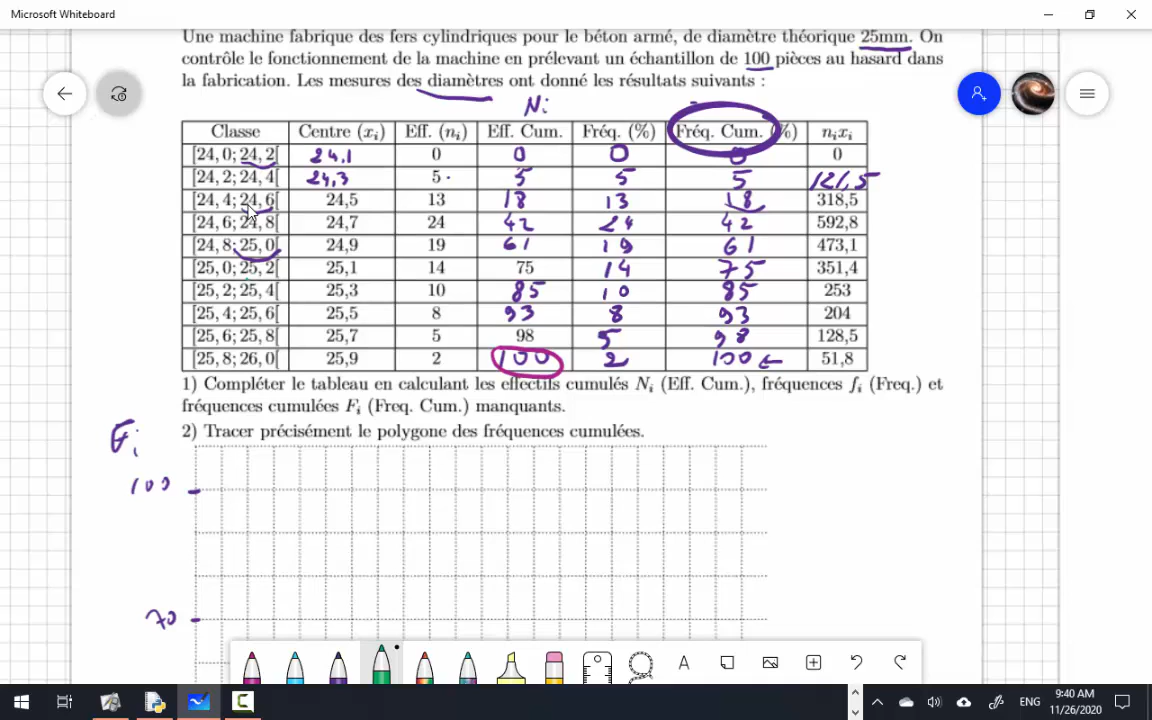 Microsoft Whiteboard
Une machine fabrique des fers cylindriques pour le béton armé, de diamètre théorique 25mm. On
contrôle le fonctionnement de la machine en prélevant un échantillon de 100 pièces au hasard dans
la fabrication. Les mesures des diamètres ont donné les résultats suivants :
Ni
Classe Centre (xi) Eff. (ni) Eff. Cum. Fréq. (%) Fréq. Cum. (%) nixi
[24, 0; 24, 2[ 24,1 0 0 0 0 0
[24, 2; 24, 4[ 24,3 5 5 5 5 121,5
[24, 4; 24, 6[ 24,5 13 18 13 18 318,5
[24, 6; 24, 8[ 24,7 24 42 24 42 592,8
[24, 8; 25, 0[ 24,9 19 61 19 61 473,1
[25, 0; 25, 2[ 25,1 14 75 14 75 351,4
[25, 2; 25, 4[ 25,3 10 85 10 85 253
[25, 4; 25, 6[ 25,5 8 93 8 93 204
[25, 6; 25, 8[ 25,7 5 98 5 98 128,5
[25, 8; 26, 0[ 25,9 2 100 2 100 ← 51,8
1) Compléter le tableau en calculant les effectifs cumulés Ni (Eff. Cum.), fréquences fi (Freq.) et
fréquences cumulées Fi (Freq. Cum.) manquants.
2) Tracer précisément le polygone des fréquences cumulées.
Fi
100
70
A
ENG
9:40 AM
11/26/2020